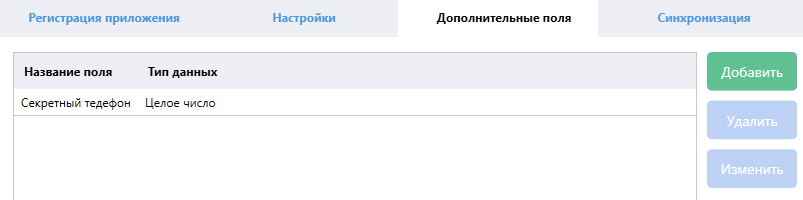 Регистрация приложения Настройки Дополнительные поля Синхронизация
Название поля Тип данных Добавить
Секретный тедефон Целое число
Удалить
Изменить